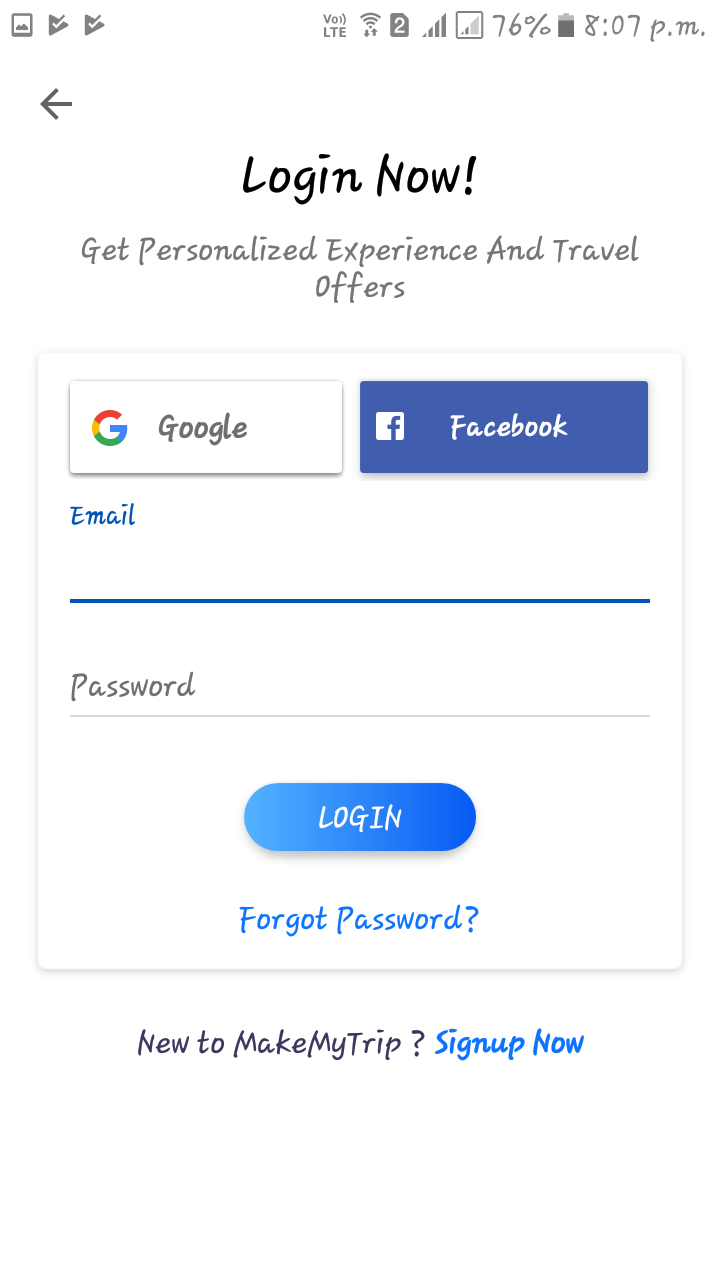 Vo)) LTE 2 76% 8:07 p.m.
Login Now!
Get Personalized Experience And Travel
Offers
Google Facebook
Email
Password
LOGIN
Forgot Password?
New to MakeMyTrip ? Signup Now